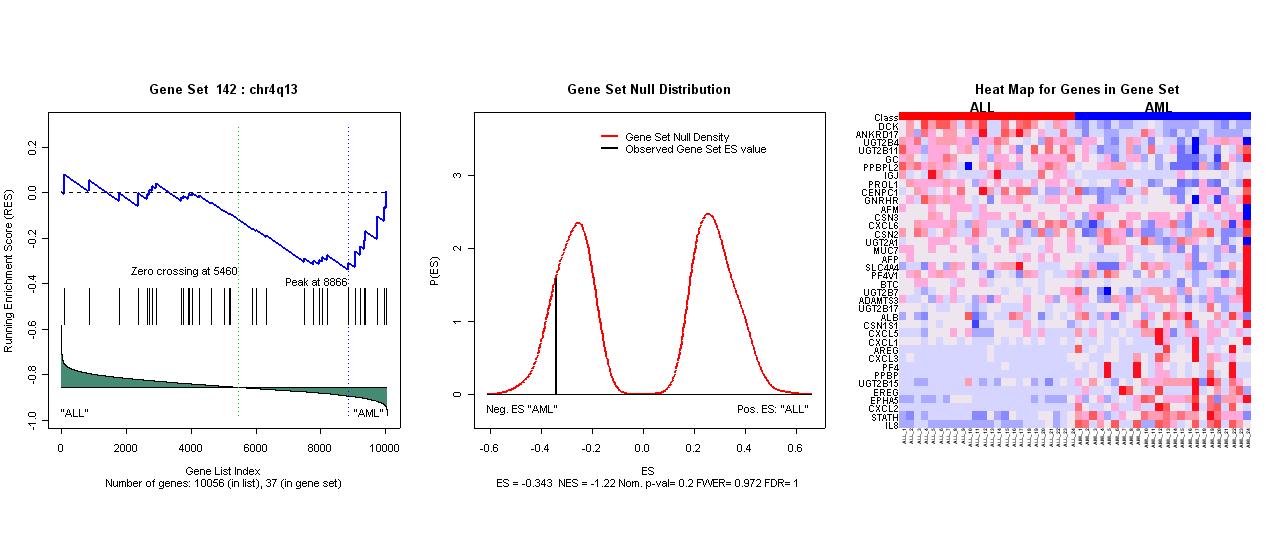 Gene Set 142 : chr4q13
Running Enrichment Score (RES)
0.2
0.0
-0.2
-0.4
-0.6
-0.8
-1.0
Zero crossing at 5460
Peak at 8866
"ALL"
"AML"
0 2000 4000 6000 8000 10000
Gene List Index
Number of genes: 10056 (in list), 37 (in gene set)
Gene Set Null Distribution
Gene Set Null Density
Observed Gene Set ES value
P(ES)
3
2
1
0
Neg. ES "AML"
Pos. ES: "ALL"
-0.6 -0.4 -0.2 0.0 0.2 0.4 0.6
ES
ES = -0.343 NES = -1.22 Nom. p-val= 0.2 FWER= 0.972 FDR= 1
Heat Map for Genes in Gene Set
ALL AML
Class
DCK
ANKRD17
UGT2B4
UGT2B11
GC
PPBPL2
IGJ
PROL1
CENPC1
GNRHR
AFM
CSN3
CXCL6
CSN2
UGT2A1
MUC7
AFP
SLC4A4
PF4V1
BTC
UGT2B7
ADAMTS3
UGT2B17
ALB
CSN1S1
CXCL5
CXCL1
AREG
CXCL3
PF4
PPBP
UGT2B15
EREG
EPHA5
CXCL2
STATH
IL8